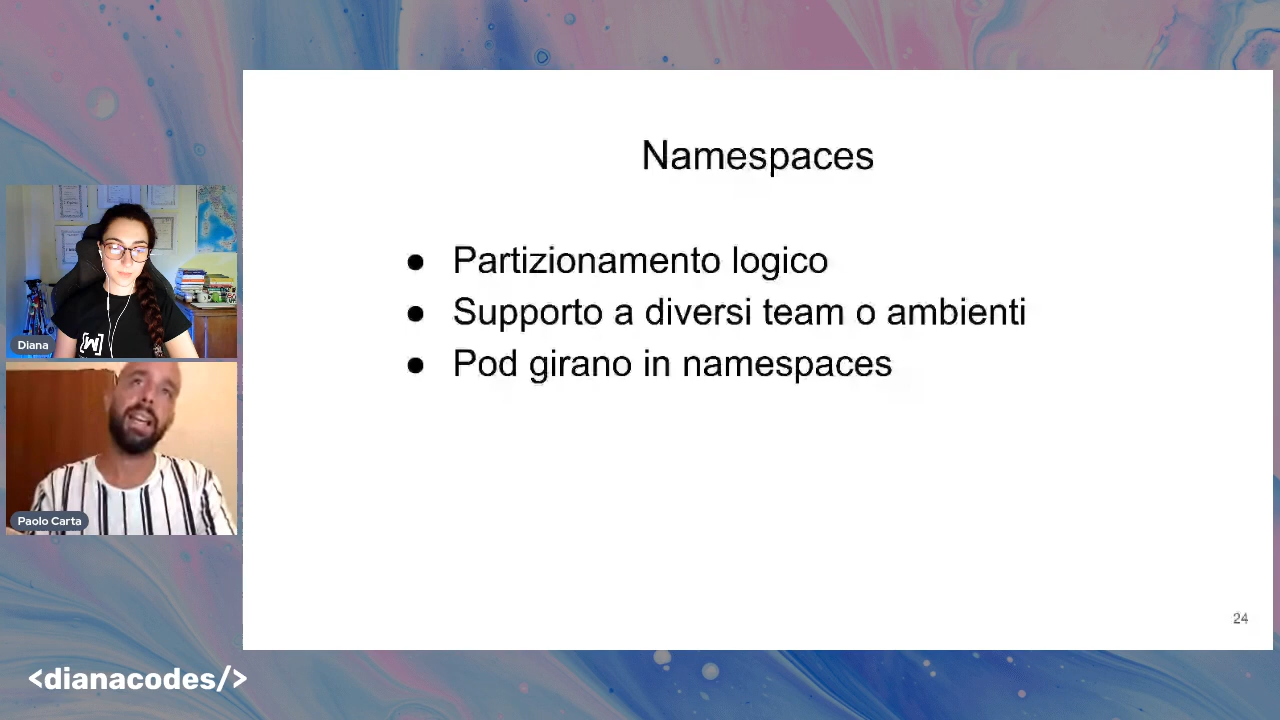 Namespaces
● Partizionamento logico
● Supporto a diversi team o ambienti
● Pod girano in namespaces
24
Diana
[M]
Paolo Carta
<dianacodes/>